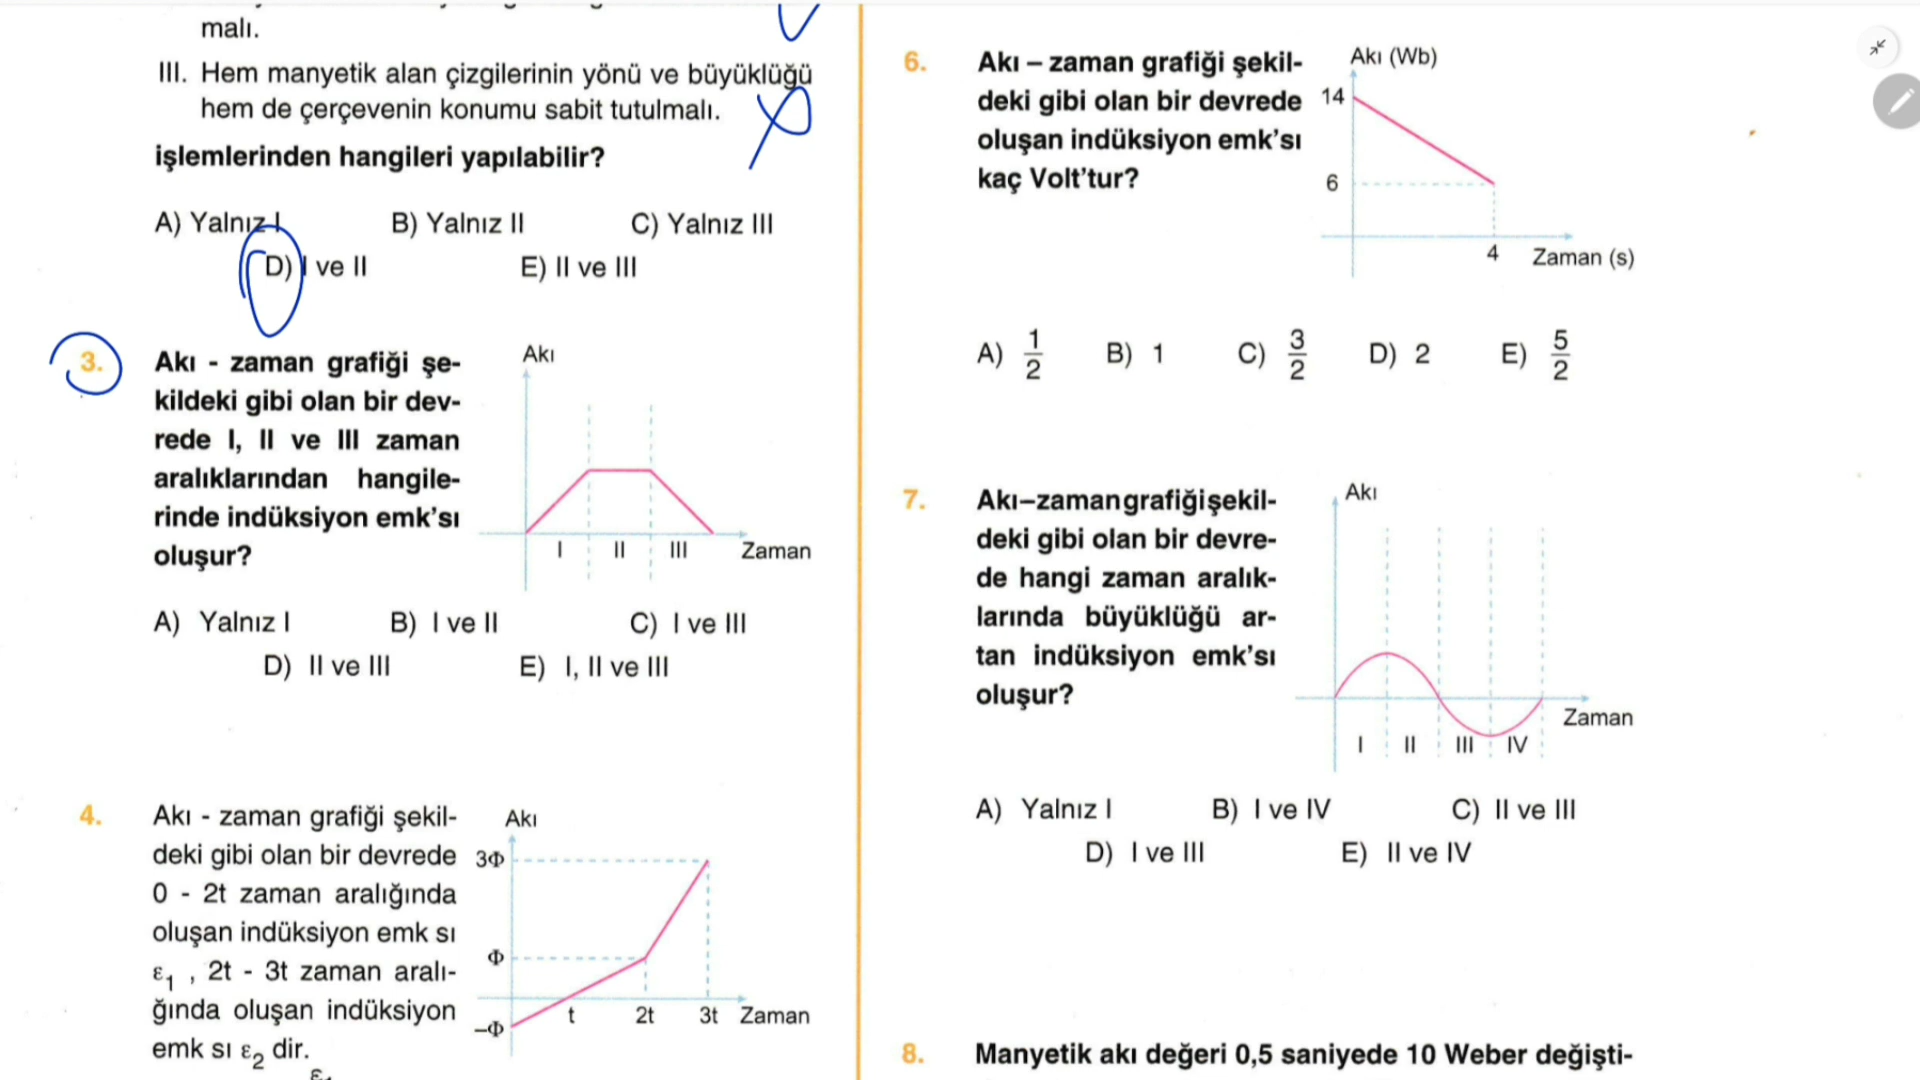 malı.
III. Hem manyetik alan çizgilerinin yönü ve büyüklüğü
hem de çerçevenin konumu sabit tutulmalı.
işlemlerinden hangileri yapılabilir?
A) Yalnız I
B) Yalnız II
C) Yalnız III
D) I ve II
E) II ve III
3. Akı - zaman grafiği şe-
kildeki gibi olan bir dev-
rede I, II ve III zaman
aralıklarından hangile-
rinde indüksiyon emk'sı
oluşur?
Akı
I
II
III
Zaman
A) Yalnız I
B) I ve II
C) I ve III
D) II ve III
E) I, II ve III
4. Akı - zaman grafiği şekil-
deki gibi olan bir devrede
0 - 2t zaman aralığında
oluşan indüksiyon emk sı
ε₁ , 2t - 3t zaman aralı-
ğında oluşan indüksiyon
emk sı ε₂ dir.
Akı
3Φ
Φ
–Φ
t
2t
3t
Zaman
6. Akı – zaman grafiği şekil-
deki gibi olan bir devrede
oluşan indüksiyon emk'sı
kaç Volt'tur?
Akı (Wb)
14
6
4
Zaman (s)
A) 1/2
B) 1
C) 3/2
D) 2
E) 5/2
7. Akı–zamangrafiğişekil-
deki gibi olan bir devre-
de hangi zaman aralık-
larında büyüklüğü ar-
tan indüksiyon emk'sı
oluşur?
Akı
I
II
III
IV
Zaman
A) Yalnız I
B) I ve IV
C) II ve III
D) I ve III
E) II ve IV
8. Manyetik akı değeri 0,5 saniyede 10 Weber değişti-